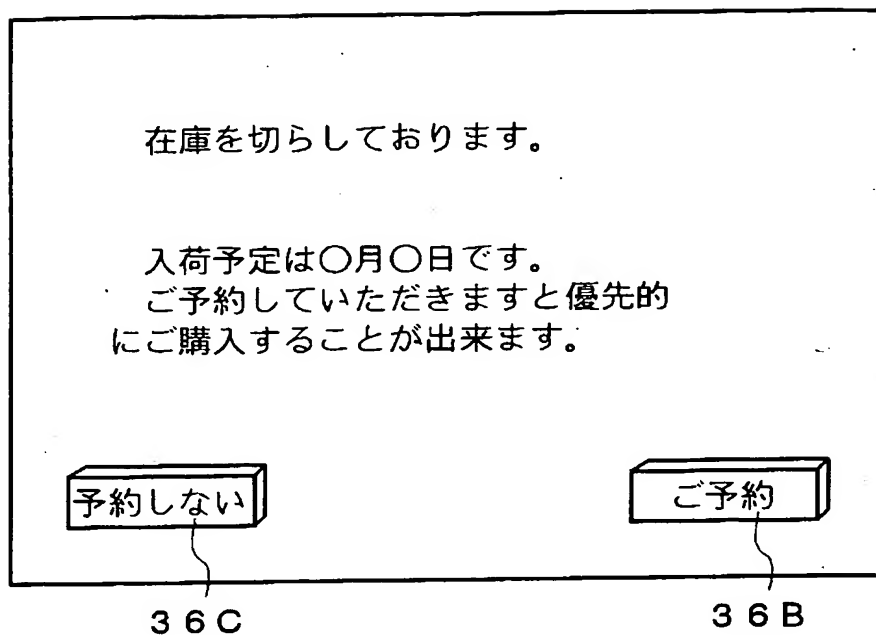 在庫を切らしております。
入荷予定は○月○日です。
ご予約していただきますと優先的
にご購入することが出来ます。
予約しない
ご予約
36C
36B